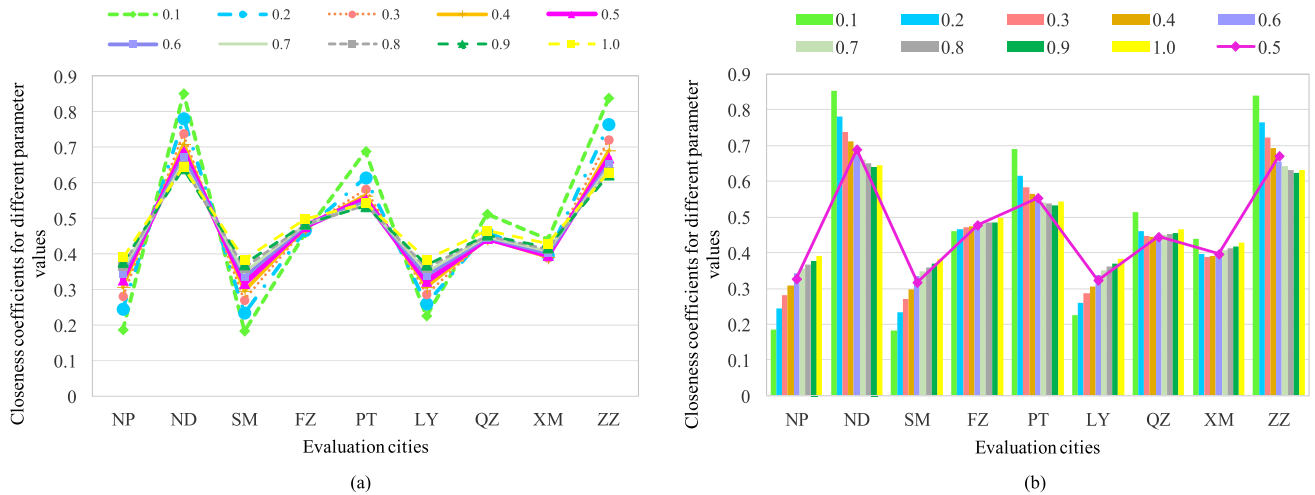 0.1 0.2 0.3 0.4 0.5
0.6 0.7 0.8 0.9 1.0
Closeness coefficients for different parameter
values
0.9
0.8
0.7
0.6
0.5
0.4
0.3
0.2
0.1
0
NP ND SM FZ PT LY QZ XM ZZ
Evaluation cities
(a)
0.1 0.2 0.3 0.4 0.6
0.7 0.8 0.9 1.0 0.5
Closeness coefficients for different parameter
values
0.9
0.8
0.7
0.6
0.5
0.4
0.3
0.2
0.1
0
NP ND SM FZ PT LY QZ XM ZZ
Evaluation cities
(b)